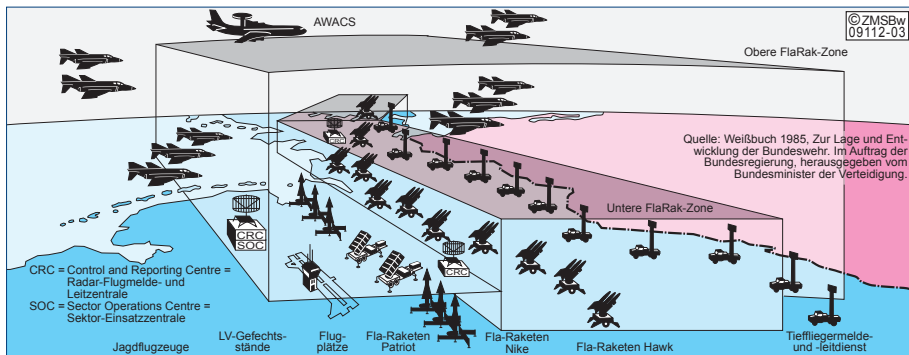 AWACS
©ZMSBw
09112-03
Obere FlaRak-Zone
Quelle: Weißbuch 1985, Zur Lage und Ent-
wicklung der Bundeswehr. Im Auftrag der
Bundesregierung, herausgegeben vom
Bundesminister der Verteidigung.
CRC
Untere FlaRak-Zone
CRC
SOC
CRC
CRC = Control and Reporting Centre =
Radar-Flugmelde- und
Leitzentrale
SOC = Sector Operations Centre =
Sektor-Einsatzzentrale
Jagdflugzeuge
LV-Gefechts-
stände
Flug-
plätze
Fla-Raketen
Patriot
Fla-Raketen
Nike
Fla-Raketen Hawk
Tieffliegermelde-
und -leitdienst